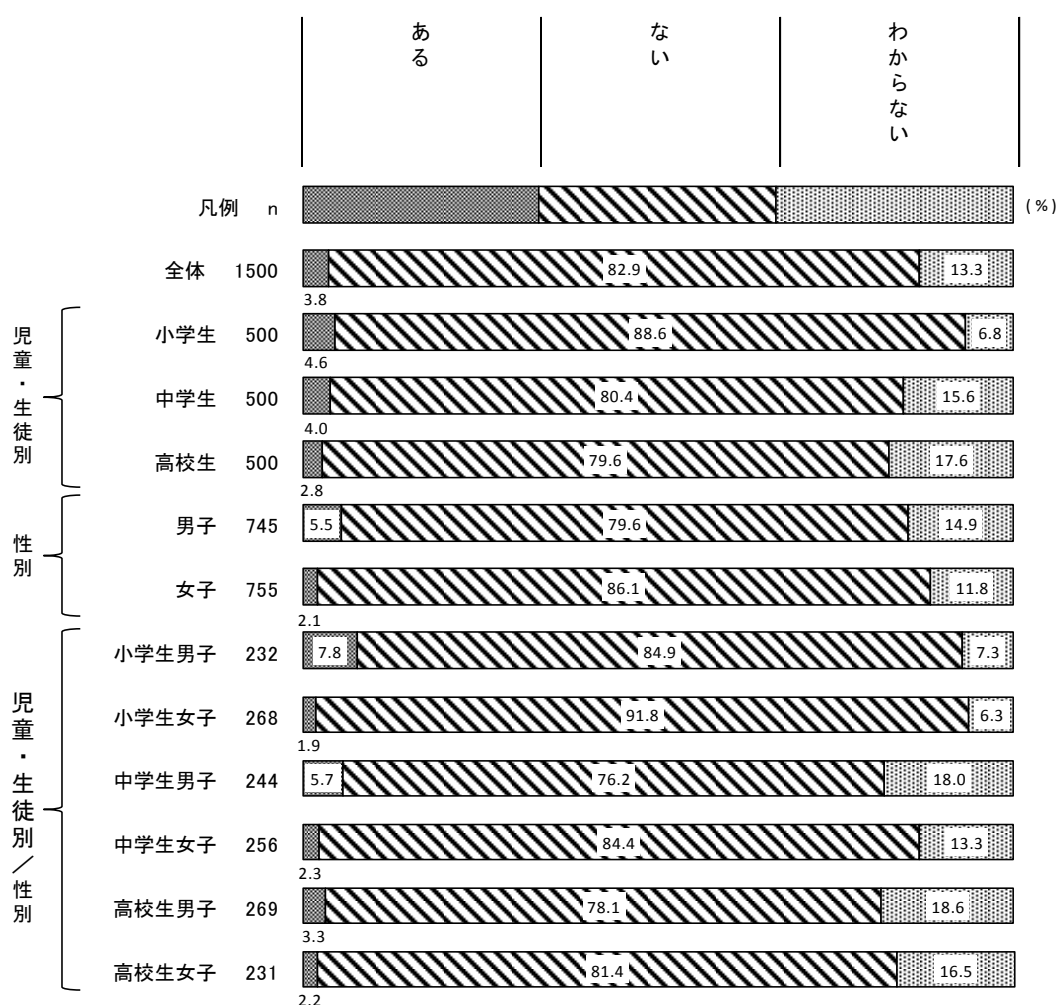 ある
ない
わからない
凡例 n (%)
全体 1500 82.9 13.3
3.8
児童・生徒別
小学生 500 88.6 6.8
4.6
中学生 500 80.4 15.6
4.0
高校生 500 79.6 17.6
2.8
性別
男子 745 5.5 79.6 14.9
女子 755 86.1 11.8
2.1
児童・生徒別／性別
小学生男子 232 7.8 84.9 7.3
小学生女子 268 91.8 6.3
1.9
中学生男子 244 5.7 76.2 18.0
中学生女子 256 84.4 13.3
2.3
高校生男子 269 78.1 18.6
3.3
高校生女子 231 81.4 16.5
2.2